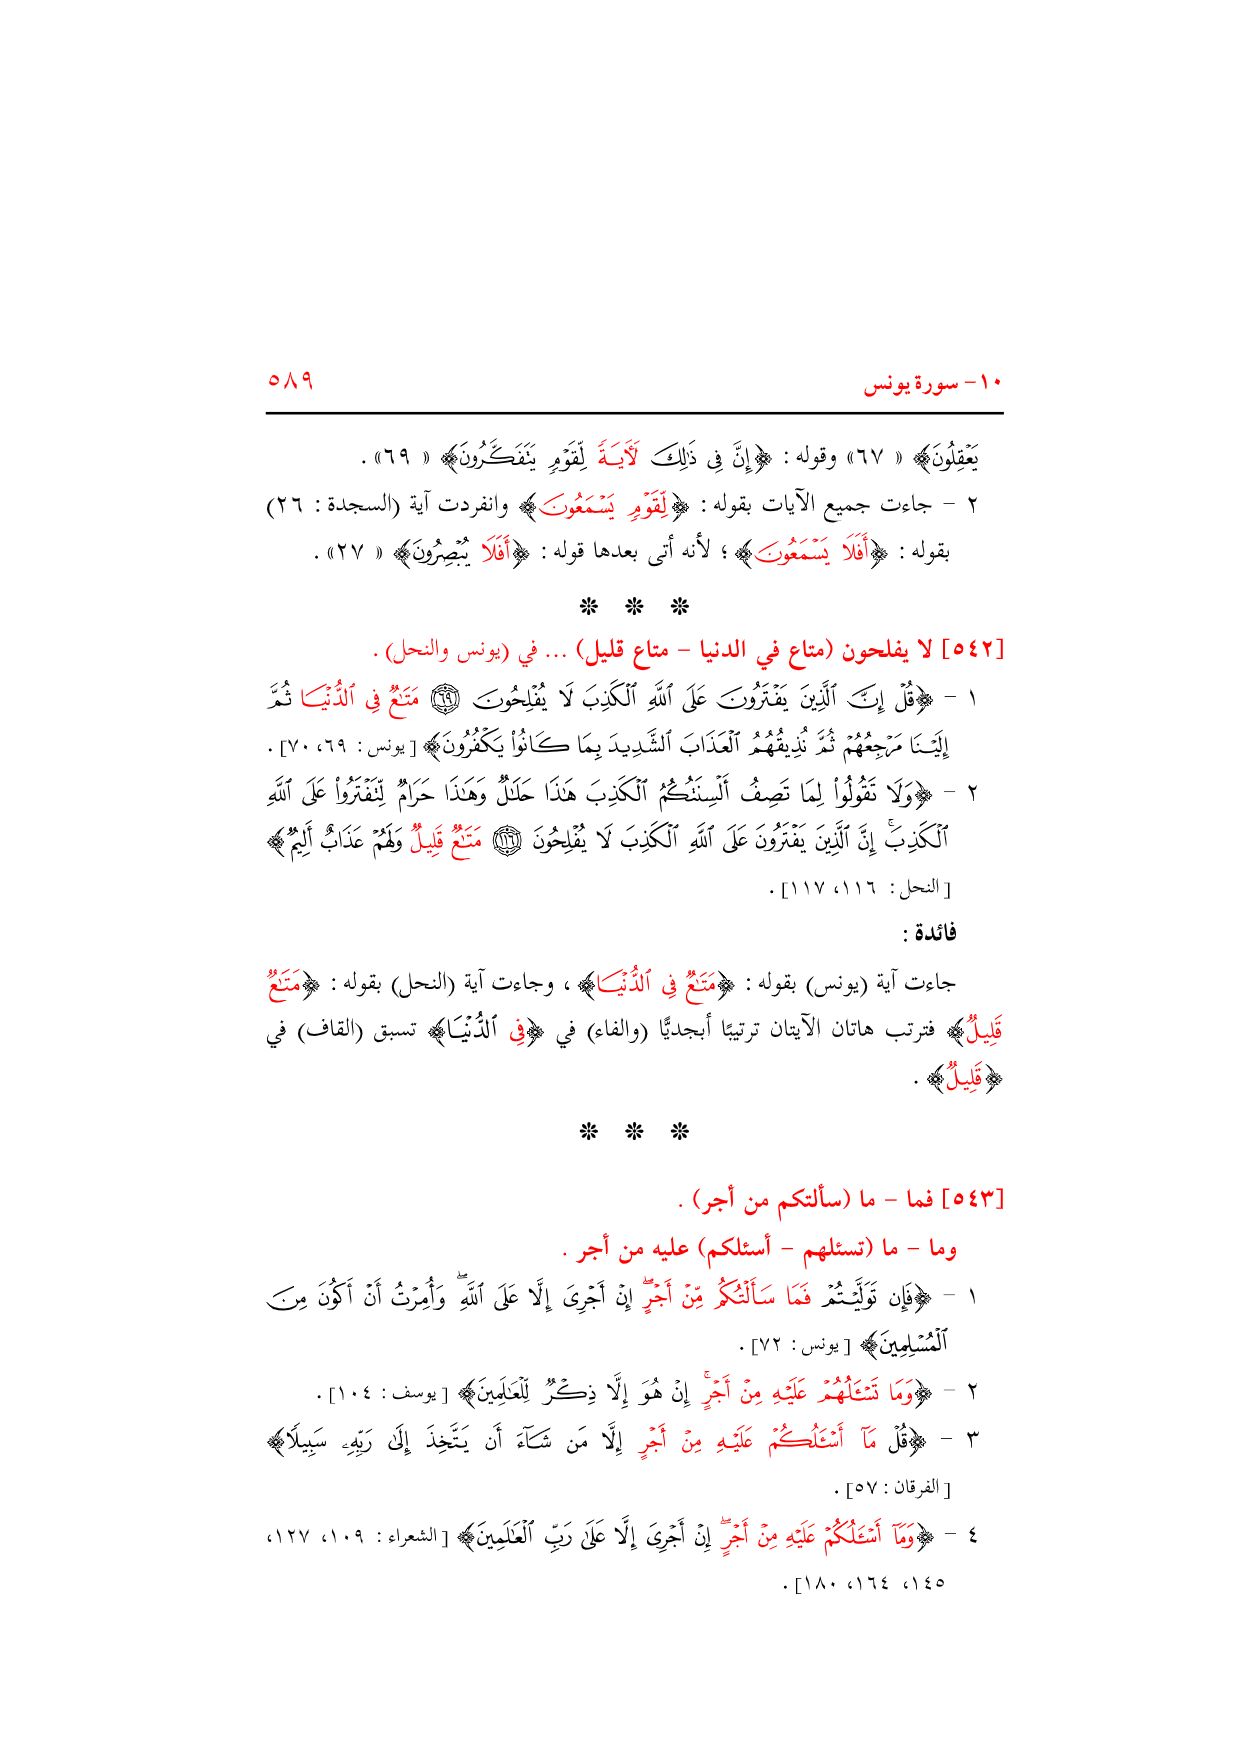 ١٠- سورة يونس ٥٨٩
يَعْقِلُونَ﴾ «٦٧» وقوله : ﴿إِنَّ فِى ذَٰلِكَ لَأٓيَةً لِّقَوْمٍ يَتَفَكَّرُونَ﴾ «٦٩» .
٢ - جاءت جميع الآيات بقوله : ﴿لِّقَوْمٍ يَسْمَعُونَ﴾ وانفردت آية (السجدة : ٢٦)
بقوله : ﴿أَفَلَا يَسْمَعُونَ﴾ ؛ لأنه أتى بعدها قوله : ﴿أَفَلَا يُبْصِرُونَ﴾ «٢٧» .
❊ ❊ ❊
[٥٤٢] لا يفلحون (متاع في الدنيا - متاع قليل) ... في (يونس والنحل) .
١ - ﴿قُلْ إِنَّ ٱلَّذِينَ يَفْتَرُونَ عَلَى ٱللَّهِ ٱلْكَذِبَ لَا يُفْلِحُونَ ٦٩ مَتَٰعٌ فِى ٱلدُّنْيَا ثُمَّ
إِلَيْنَا مَرْجِعُهُمْ ثُمَّ نُذِيقُهُمُ ٱلْعَذَابَ ٱلشَّدِيدَ بِمَا كَانُوا۟ يَكْفُرُونَ﴾ [يونس : ٦٩، ٧٠] .
٢ - ﴿وَلَا تَقُولُوا۟ لِمَا تَصِفُ أَلْسِنَتُكُمُ ٱلْكَذِبَ هَٰذَا حَلَٰلٌ وَهَٰذَا حَرَامٌ لِّتَفْتَرُوا۟ عَلَى ٱللَّهِ
ٱلْكَذِبَ ۚ إِنَّ ٱلَّذِينَ يَفْتَرُونَ عَلَى ٱللَّهِ ٱلْكَذِبَ لَا يُفْلِحُونَ ١١٦ مَتَٰعٌ قَلِيلٌ وَلَهُمْ عَذَابٌ أَلِيمٌ﴾
[النحل : ١١٦، ١١٧] .
فائدة :
جاءت آية (يونس) بقوله : ﴿مَتَٰعٌ فِى ٱلدُّنْيَا﴾ ، وجاءت آية (النحل) بقوله : ﴿مَتَٰعٌ
قَلِيلٌ﴾ فترتب هاتان الآيتان ترتيبًا أبجديًّا (والفاء) في ﴿فِى ٱلدُّنْيَا﴾ تسبق (القاف) في
﴿قَلِيلٌ﴾ .
❊ ❊ ❊
[٥٤٣] فما - ما (سألتكم من أجر) .
وما - ما (تسئلهم - أسئلكم) عليه من أجر .
١ - ﴿فَإِن تَوَلَّيْتُمْ فَمَا سَأَلْتُكُم مِّنْ أَجْرٍ ۖ إِنْ أَجْرِىَ إِلَّا عَلَى ٱللَّهِ ۖ وَأُمِرْتُ أَنْ أَكُونَ مِنَ
ٱلْمُسْلِمِينَ﴾ [يونس : ٧٢] .
٢ - ﴿وَمَا تَسْـَٔلُهُمْ عَلَيْهِ مِنْ أَجْرٍ ۚ إِنْ هُوَ إِلَّا ذِكْرٌ لِّلْعَٰلَمِينَ﴾ [يوسف : ١٠٤] .
٣ - ﴿قُلْ مَآ أَسْـَٔلُكُمْ عَلَيْهِ مِنْ أَجْرٍ إِلَّا مَن شَآءَ أَن يَتَّخِذَ إِلَىٰ رَبِّهِۦ سَبِيلًا﴾
[الفرقان : ٥٧] .
٤ - ﴿وَمَآ أَسْـَٔلُكُمْ عَلَيْهِ مِنْ أَجْرٍ ۖ إِنْ أَجْرِىَ إِلَّا عَلَىٰ رَبِّ ٱلْعَٰلَمِينَ﴾ [الشعراء : ١٠٩، ١٢٧،
١٤٥، ١٦٤، ١٨٠] .